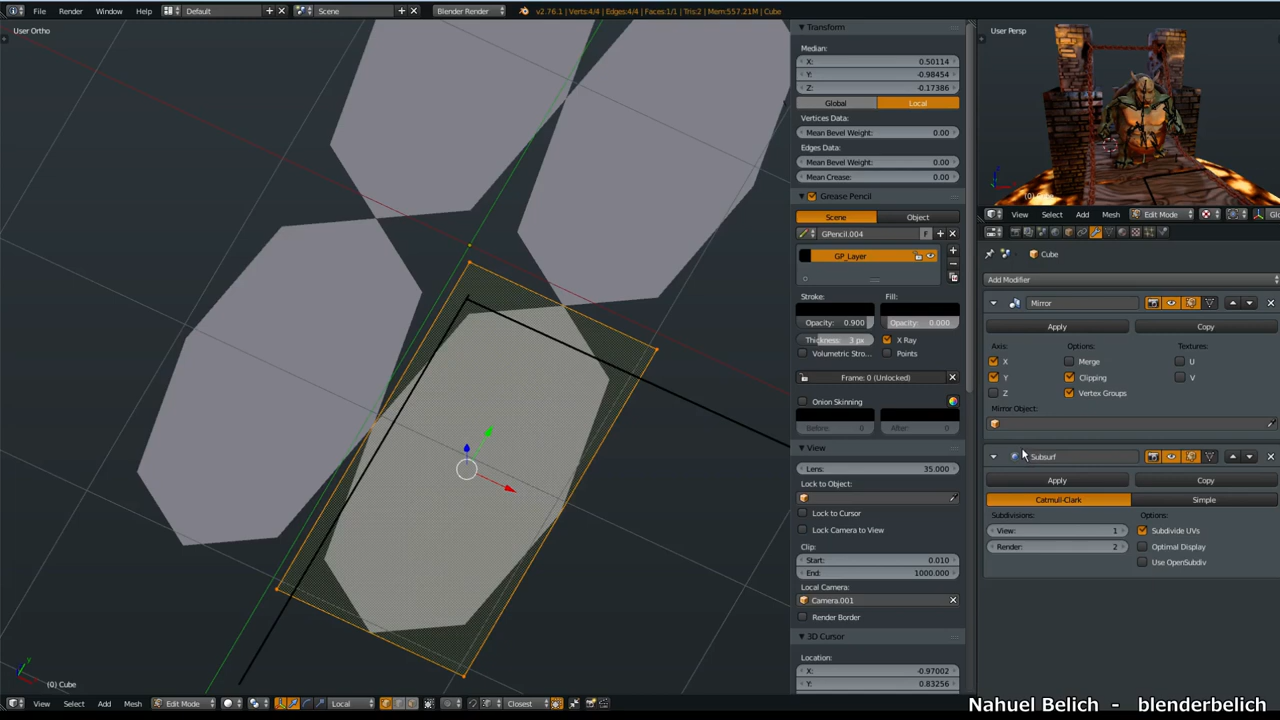 File Render Window Help Default Scene Blender Render v2.76.1 | Verts:4/4 | Edges:4/4 | Faces:1/1 | Tris:2 | Mem:557.21M | Cube
User Ortho
Transform
Median:
X: 0.50114
Y: -0.98454
Z: -0.17386
Global Local
Vertices Data:
Mean Bevel Weight: 0.00
Edges Data:
Mean Bevel Weight: 0.00
Mean Crease: 0.00
Grease Pencil
Scene Object
GPencil.004 F
GP_Layer
Stroke: Fill:
Opacity: 0.900 Opacity: 0.000
Thickness: 3 px X Ray
Volumetric Stro... Points
Frame: 0 (Unlocked)
Onion Skinning
Before: 0 After: 0
View
Lens: 35.000
Lock to Object:
Lock to Cursor
Lock Camera to View
Clip:
Start: 0.010
End: 1000.000
Local Camera:
Camera.001
Render Border
3D Cursor
Location:
X: -0.97002
Y: 0.83256
User Persp
View Select Add Mesh Edit Mode Glo
Cube
Add Modifier
Mirror
Apply Copy
Axis: Options: Textures:
X Merge U
Y Clipping V
Z Vertex Groups
Mirror Object:
Subsurf
Apply Copy
Catmull-Clark Simple
Subdivisions: Options:
View: 1 Subdivide UVs
Render: 2 Optimal Display
Use OpenSubdiv
(0) Cube
View Select Add Mesh Edit Mode Local Closest
Nahuel Belich - blenderbelich